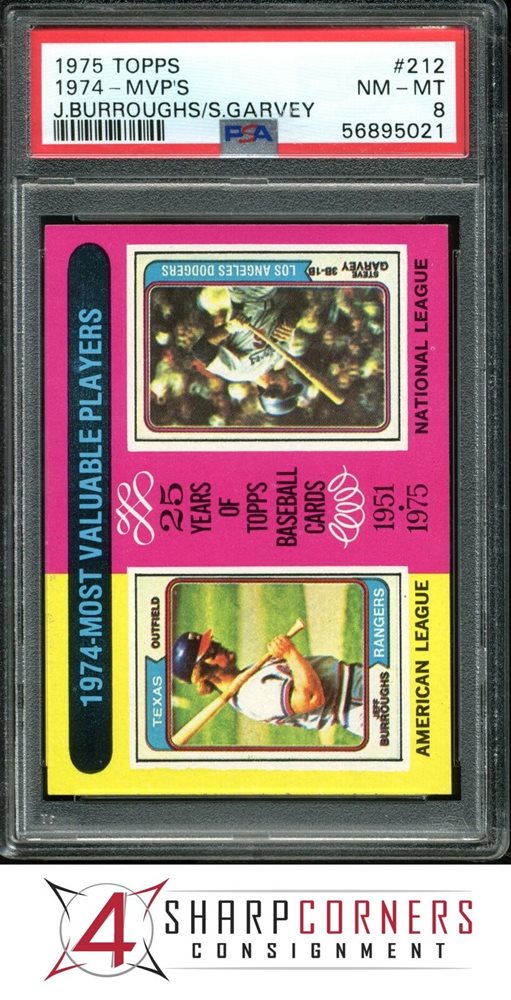 1975 TOPPS #212
1974 - MVP'S NM - MT
J.BURROUGHS/S.GARVEY 8
PSA 56895021
1974-MOST VALUABLE PLAYERS
TEXAS OUTFIELD
JEFF
BURROUGHS RANGERS
AMERICAN LEAGUE
25
YEARS
OF
TOPPS
BASEBALL
CARDS
1951
•
1975
STEVE
GARVEY 3B-1B
LOS ANGELES DODGERS
NATIONAL LEAGUE
4 SHARPCORNERS
CONSIGNMENT